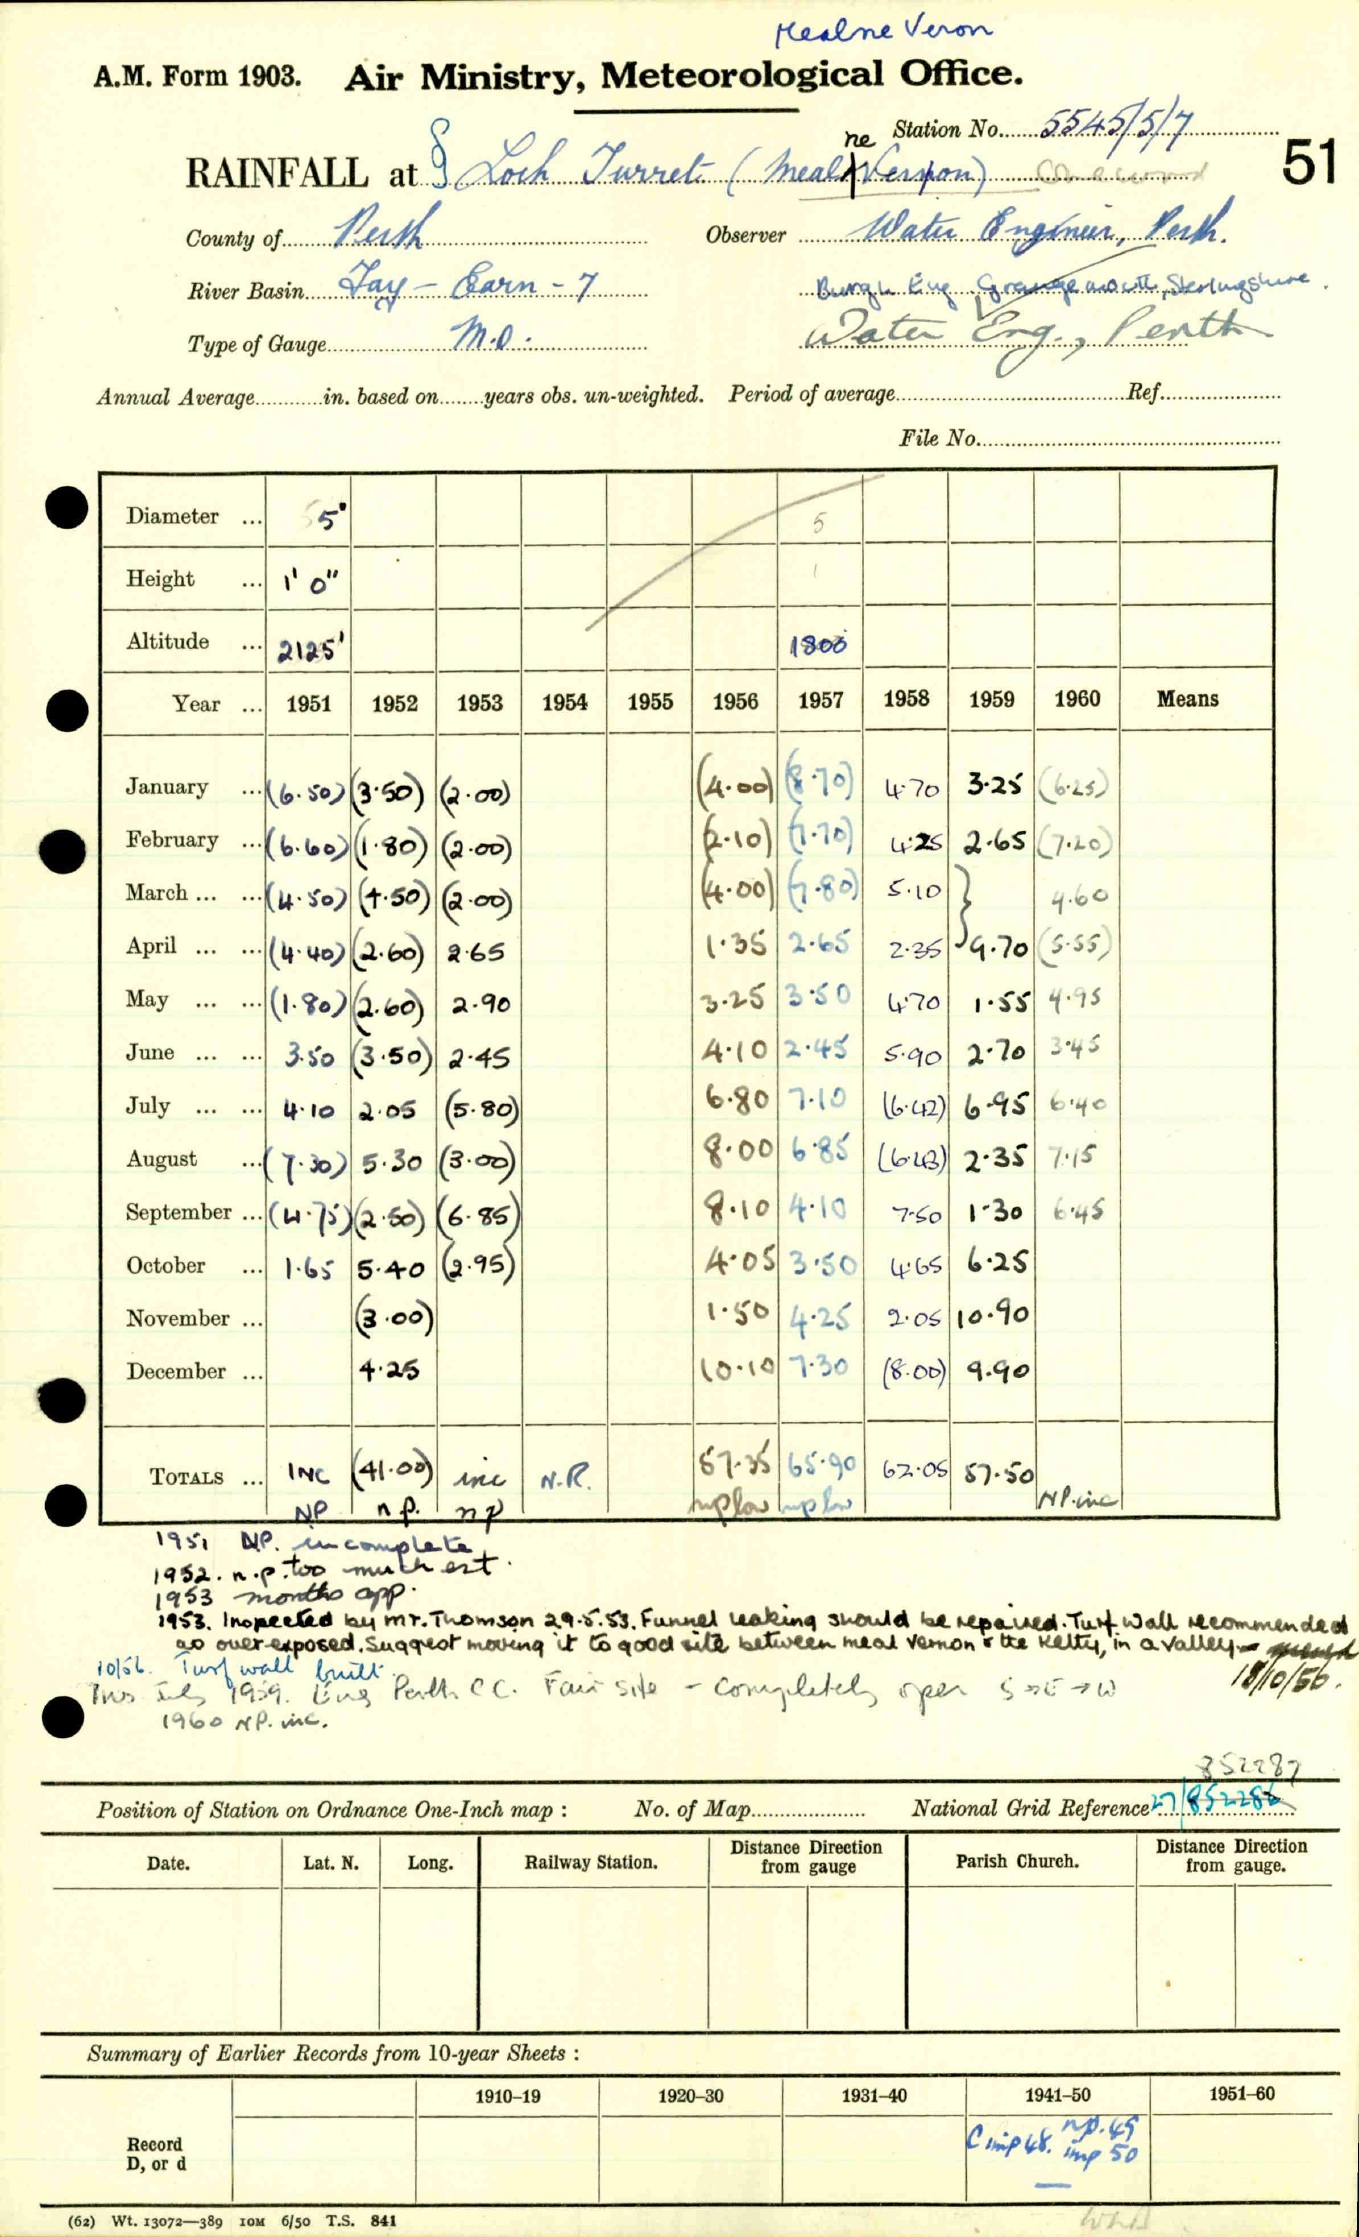 Mealne Veron
A.M. Form 1903. Air Ministry, Meteorological Office.
Station No. 5545/5/7
RAINFALL at Loch Turret (Mealne Vernon)
51
County of Perth Observer Water Engineer, Perth.
River Basin Tay – Earn – 7 Burgh Eng Grangemouth, Sterlingshire.
Type of Gauge M.O. Water Eng., Perth
Annual Average............in. based on........years obs. un-weighted. Period of average.................Ref.............
File No.............
Diameter ... 5" 5
Height ... 1' 0" 1
Altitude ... 2125' 1800
Year ... 1951 1952 1953 1954 1955 1956 1957 1958 1959 1960 Means
January ... (6.50) (3.50) (2.00) (4.00) (8.70) 4.70 3.25 (6.25)
February ... (6.60) (1.80) (2.00) (2.10) (7.70) 4.25 2.65 (7.20)
March ... ... (4.50) (4.50) (2.00) (4.00) (7.80) 5.10 } 4.60
April ... ... (4.40) (2.60) 2.65 1.35 2.65 2.35 9.70 (5.55)
May ... ... (1.80) (2.60) 2.90 3.25 3.50 4.70 1.55 4.95
June ... ... 3.50 (3.50) 2.45 4.10 2.45 5.90 2.70 3.45
July ... ... 4.10 2.05 (5.80) 6.80 7.10 (6.42) 6.95 6.40
August ... (7.30) 5.30 (3.00) 8.00 6.85 (6.43) 2.35 7.15
September ... (4.75) (2.50) (6.85) 8.10 4.10 7.50 1.30 6.45
October ... 1.65 5.40 (2.95) 4.05 3.50 4.65 6.25
November ... (3.00) 1.50 4.25 2.05 10.90
December ... 4.25 10.10 7.30 (8.00) 9.90
TOTALS ... INC (41.00) inc N.R. 57.35 65.90 62.05 57.50
NP n.p. np np low np low NP.inc
1951 N.P. incomplete
1952. n.p. too much est.
1953 months app.
1953. Inspected by Mr. Thomson 29.5.53. Funnel leaking should be repaired. Turf wall recommended
as over-exposed. Suggest moving it to good site between meal vernon & the Kelty, in a valley
10/56. Turf wall built. 18/10/56.
Ins July 1959. Eng Perth C.C. Fair site – completely open S→E→W
1960 N.P. inc.
852287
Position of Station on Ordnance One-Inch map : No. of Map............ National Grid Reference 27/852286
Date. Lat. N. Long. Railway Station. Distance Direction from gauge Parish Church. Distance Direction from gauge.
Summary of Earlier Records from 10-year Sheets :
1910–19 1920–30 1931–40 1941–50 1951–60
Record
D, or d
C imp 48. np. 49
imp 50
(62) Wt. 13072—389 10M 6/50 T.S. 841